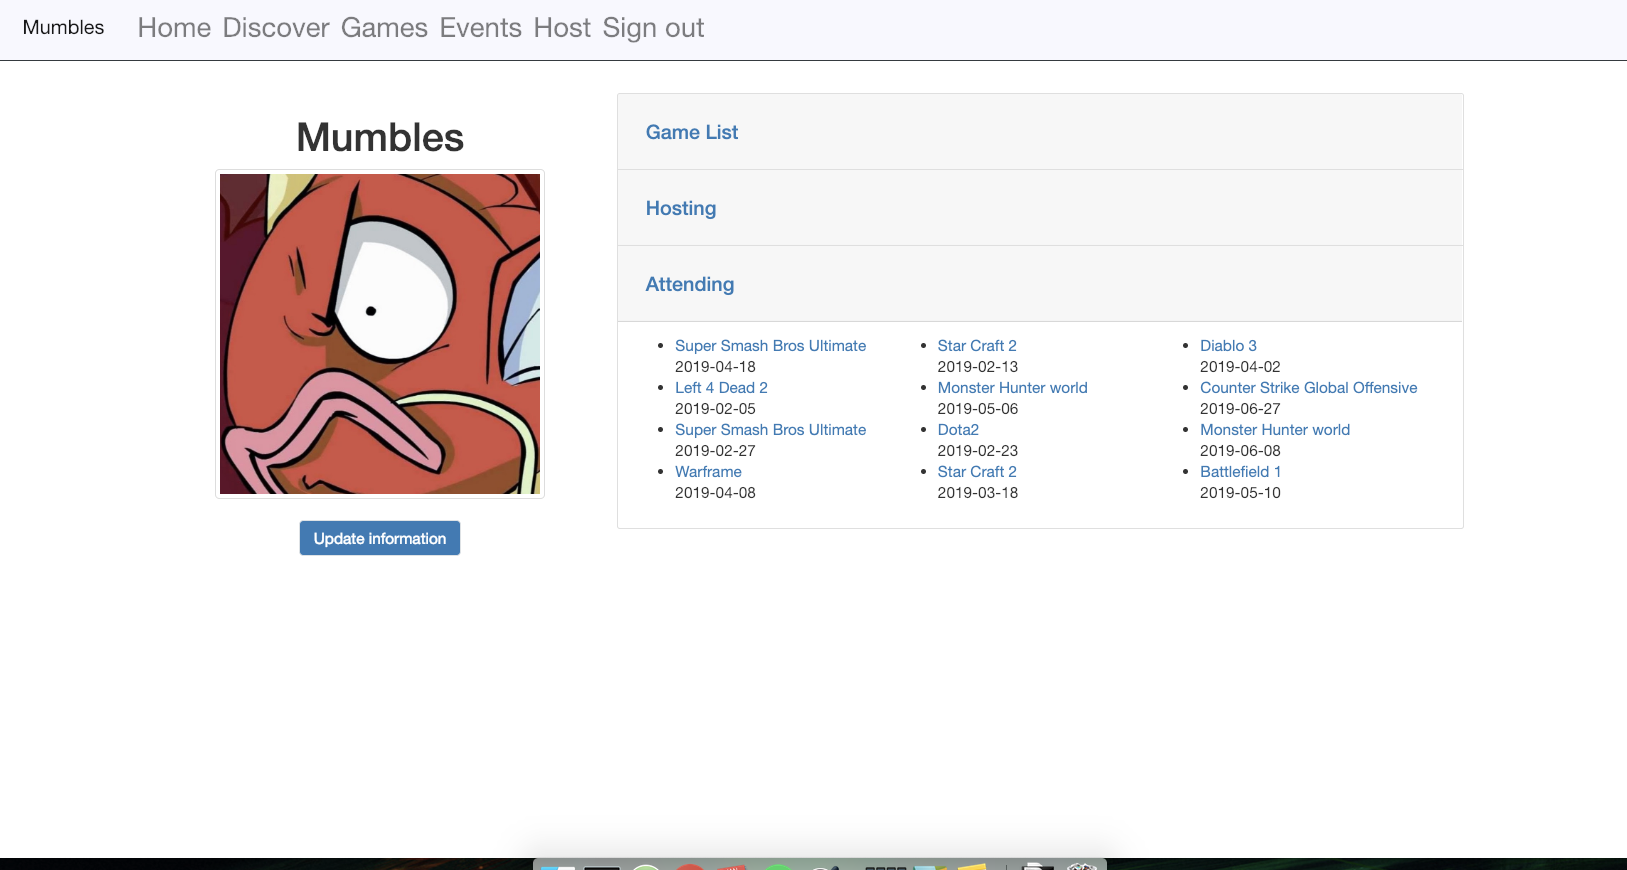 Mumbles Home Discover Games Events Host Sign out
Mumbles
Update information
Game List
Hosting
Attending
Super Smash Bros Ultimate
2019-04-18
Left 4 Dead 2
2019-02-05
Super Smash Bros Ultimate
2019-02-27
Warframe
2019-04-08
Star Craft 2
2019-02-13
Monster Hunter world
2019-05-06
Dota2
2019-02-23
Star Craft 2
2019-03-18
Diablo 3
2019-04-02
Counter Strike Global Offensive
2019-06-27
Monster Hunter world
2019-06-08
Battlefield 1
2019-05-10